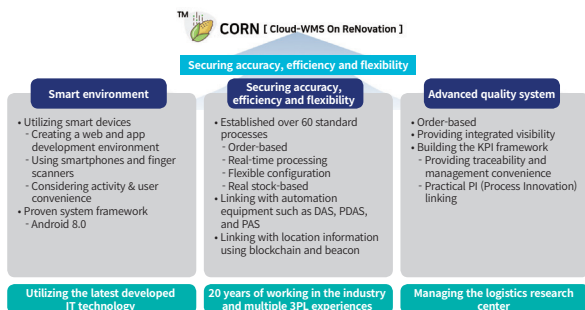 TM
CORN [ Cloud-WMS On ReNovation ]
Securing accuracy, efficiency and flexibility
Smart environment
• Utilizing smart devices
- Creating a web and app
development environment
- Using smartphones and finger
scanners
- Considering activity & user
convenience
• Proven system framework
- Android 8.0
Utilizing the latest developed
IT technology
Securing accuracy,
efficiency and flexibility
• Established over 60 standard
processes
- Order-based
- Real-time processing
- Flexible configuration
- Real stock-based
• Linking with automation
equipment such as DAS, PDAS,
and PAS
• Linking with location information
using blockchain and beacon
20 years of working in the industry
and multiple 3PL experiences
Advanced quality system
• Order-based
• Providing integrated visibility
• Building the KPI framework
- Providing traceability and
management convenience
- Practical PI (Process Innovation)
linking
Managing the logistics research
center